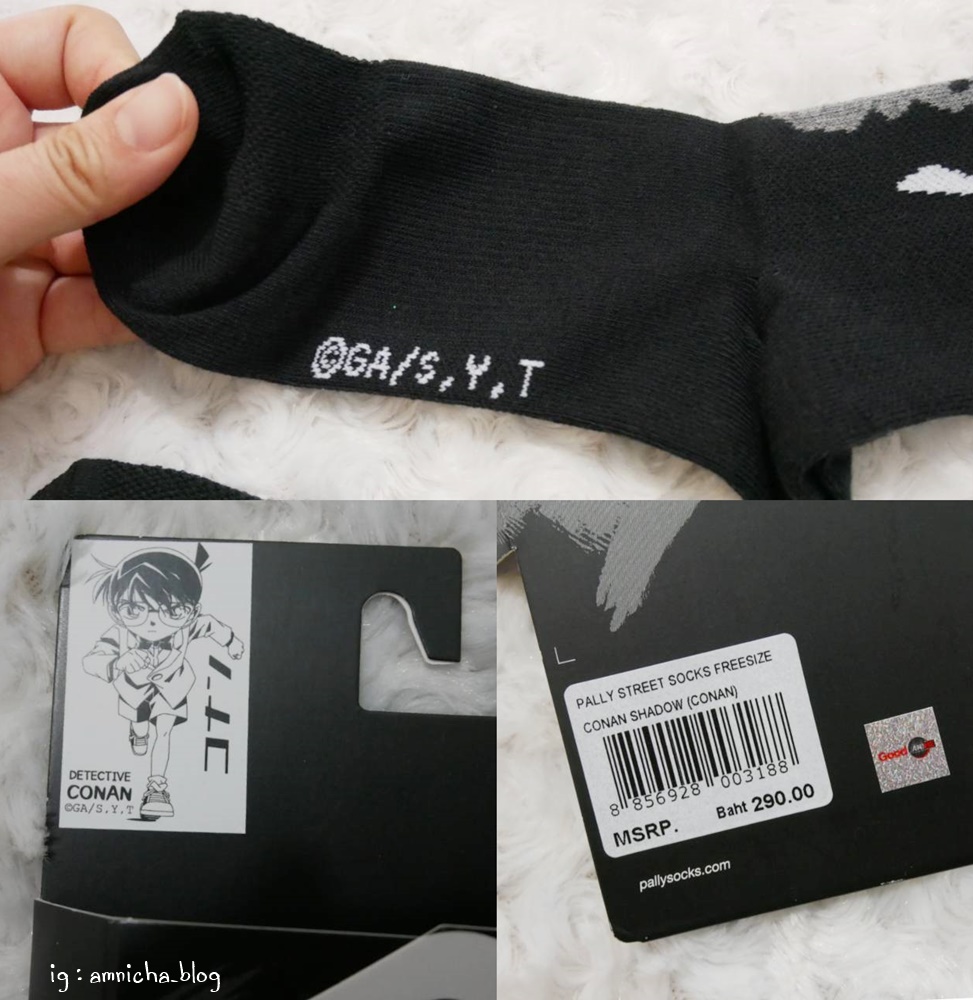 ©GA/S,Y,T
コナン
DETECTIVE
CONAN
©GA/S.Y.T
PALLY STREET SOCKS FREESIZE
CONAN SHADOW (CONAN)
8 856928 003188
MSRP. Baht 290.00
Good
pallysocks.com
ig : amnicha_blog